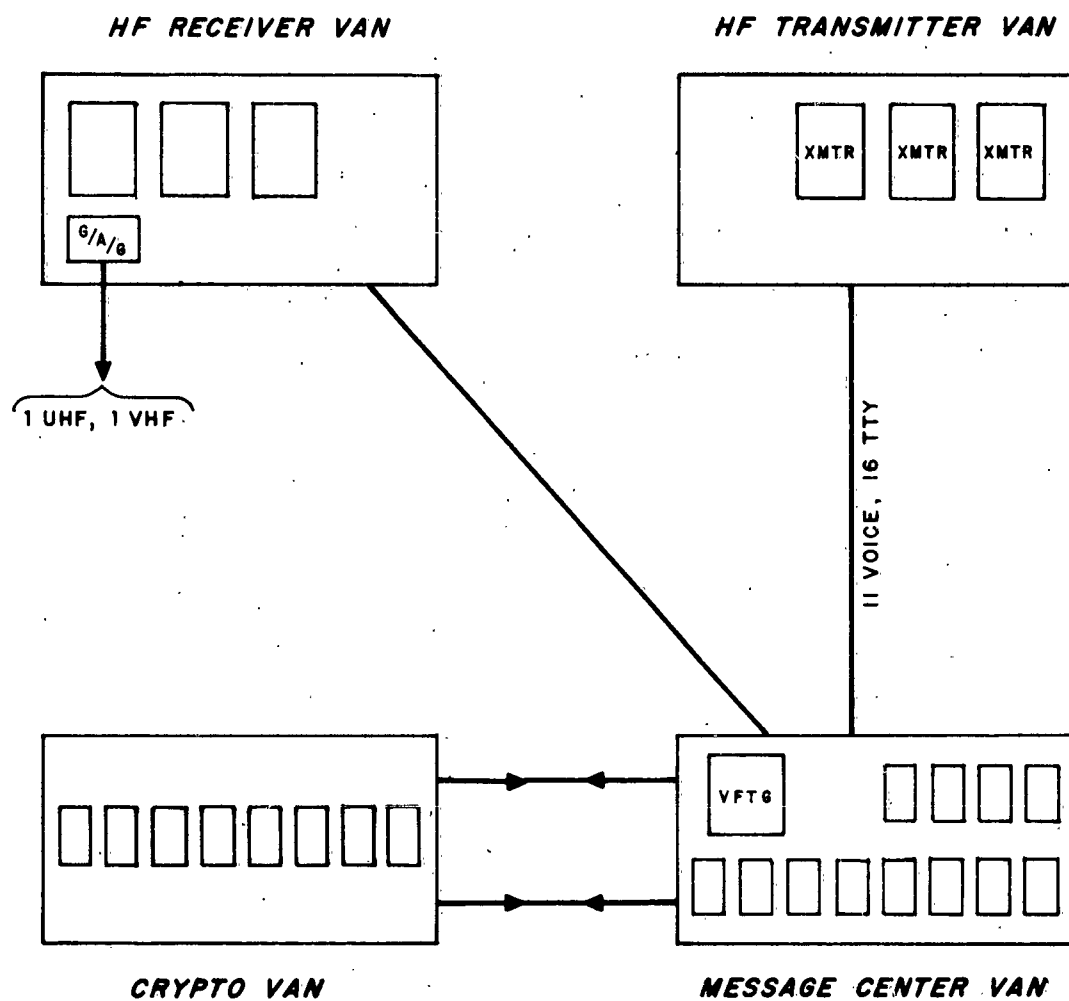 HF RECEIVER VAN
HF TRANSMITTER VAN
XMTR XMTR XMTR
G/A/G
1 UHF, 1 VHF
11 VOICE, 16 TTY
VFTG
CRYPTO VAN
MESSAGE CENTER VAN